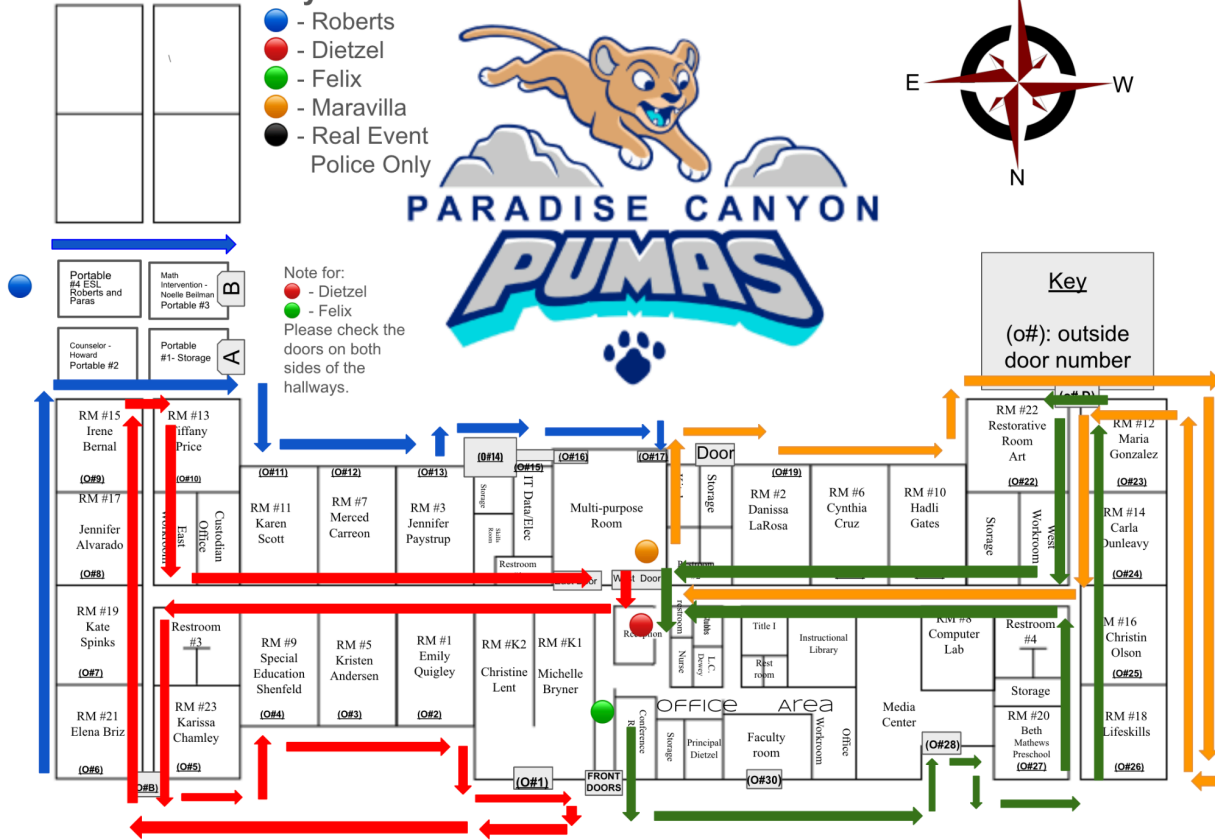 - Roberts
- Dietzel
- Felix
- Maravilla
- Real Event
Police Only
E
W
N
PARADISE CANYON
PUMAS
Note for:
- Dietzel
- Felix
Please check the
doors on both
sides of the
hallways.
Key
(o#): outside
door number
Portable
#4 ESL
Roberts and
Paras
Math
Intervention -
Noelle Beilman
Portable #3
B
Counselor -
Howard
Portable #2
Portable
#1- Storage
A
RM #15
Irene
Bernal
(O#9)
RM #13
Tiffany
Price
(O#10)
RM #17
Jennifer
Alvarado
(O#8)
East
Workroom
Custodian
Office
(O#11)
RM #11
Karen
Scott
(O#12)
RM #7
Merced
Carreon
(O#13)
RM #3
Jennifer
Paystrup
(0#14)
Storage
Skills
Room
(O#15)
IT Data/Elec
Restroom
(O#16)
(O#17)
Multi-purpose
Room
West Door
Door
Storage
(O#19)
RM #2
Danissa
LaRosa
RM #6
Cynthia
Cruz
RM #10
Hadli
Gates
RM #22
Restorative
Room
Art
(O#22)
Storage
West
Workroom
RM #12
Maria
Gonzalez
(O#23)
RM #14
Carla
Dunleavy
(O#24)
RM #19
Kate
Spinks
(O#7)
Restroom
#3
RM #21
Elena Briz
(O#6)
RM #23
Karissa
Chamley
(O#5)
(O#B)
RM #9
Special
Education
Shenfeld
(O#4)
RM #5
Kristen
Andersen
(O#3)
RM #1
Emily
Quigley
(O#2)
RM #K2
Christine
Lent
RM #K1
Michelle
Bryner
(O#1)
FRONT
DOORS
Reception
restroom
Nurse
L.C.
Dewey
Title I
Rest
room
Instructional
Library
Office Area
Conference
Storage
Principal
Dietzel
Faculty
room
(O#30)
Workroom
Office
Media
Center
(O#28)
RM #8
Computer
Lab
Restroom
#4
Storage
RM #20
Beth
Mathews
Preschool
(O#27)
M #16
Christin
Olson
(O#25)
RM #18
Lifeskills
(O#26)